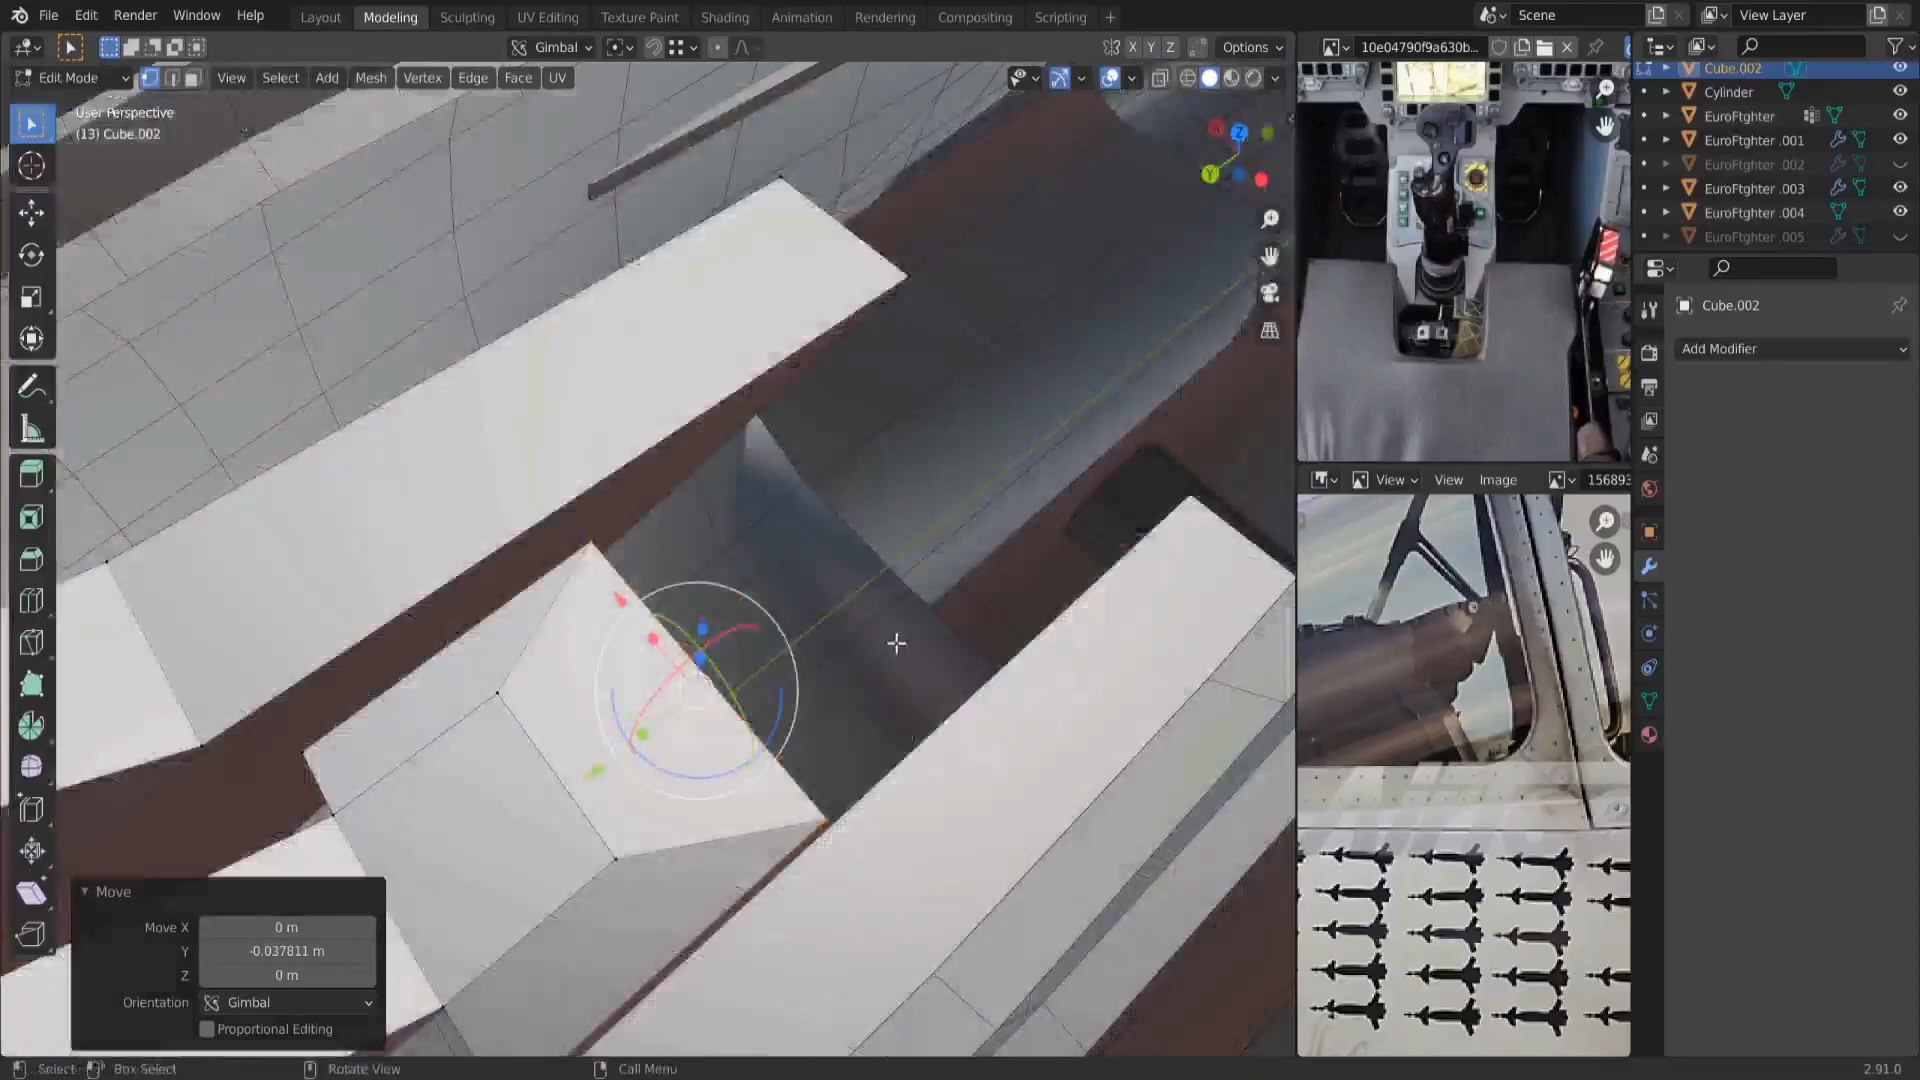 File Edit Render Window Help Layout Modeling Sculpting UV Editing Texture Paint Shading Animation Rendering Compositing Scripting + Scene View Layer
Gimbal X Y Z Options 10e04790f9a630b...
Edit Mode View Select Add Mesh Vertex Edge Face UV
User Perspective
(13) Cube.002
Z
Y
Cube.002
Cylinder
EuroFtghter
EuroFtghter .001
EuroFtghter .002
EuroFtghter .003
EuroFtghter .004
EuroFtghter .005
Cube.002
Add Modifier
View View Image 156893
Move
Move X 0 m
Y -0.037811 m
Z 0 m
Orientation Gimbal
Proportional Editing
Select Box Select Rotate View Call Menu 2.91.0